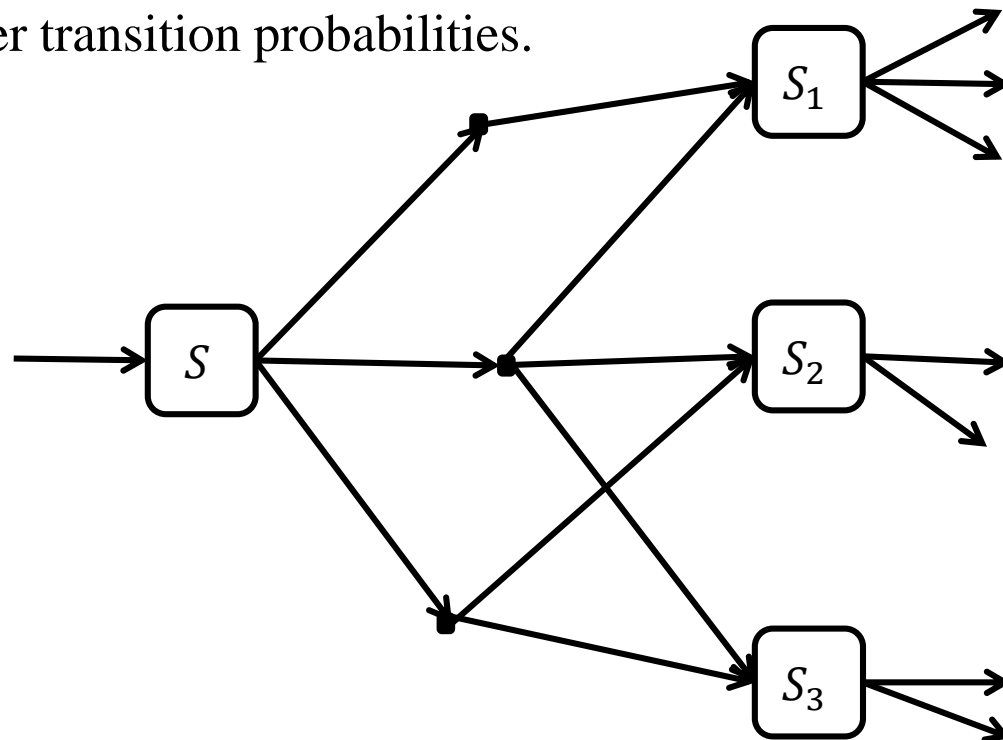 er transition probabilities.
S₁
S
S₂
S₃